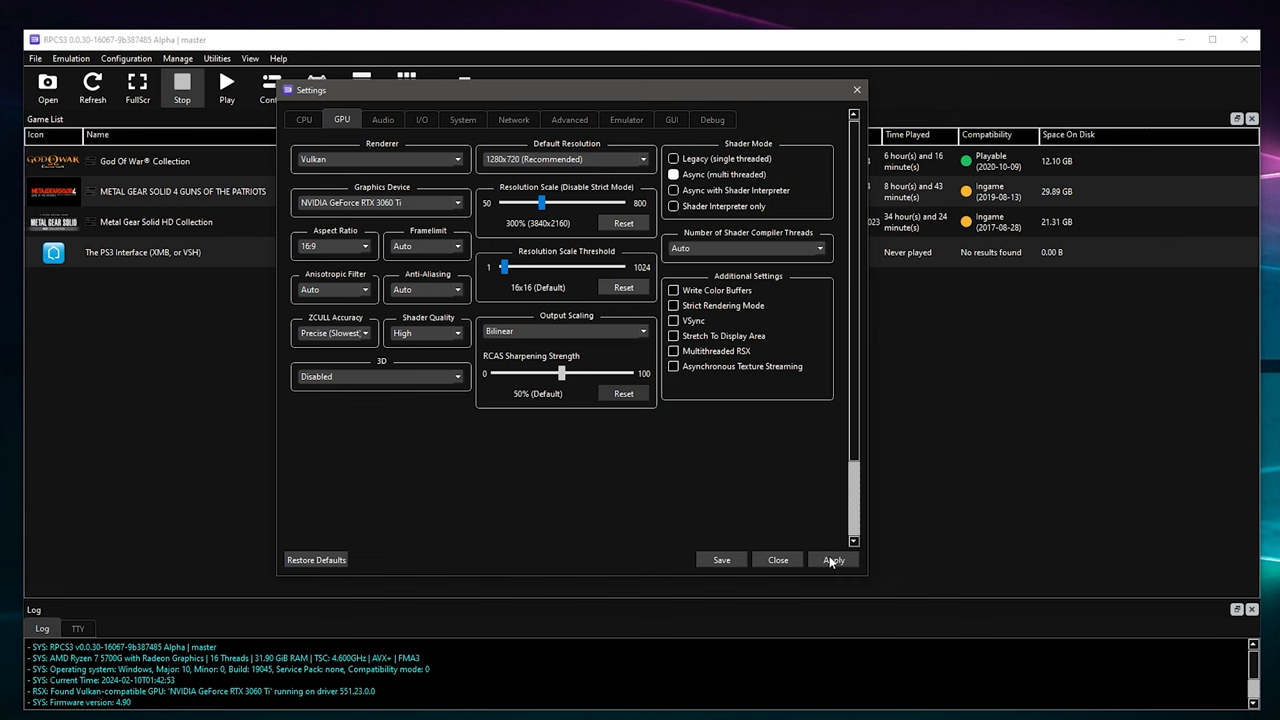 RPCS3 0.0.30-16067-9b387485 Alpha | master
File Emulation Configuration Manage Utilities View Help
Open Refresh FullScr Stop Play
Game List
Icon Name Time Played Compatibility Space On Disk
GOD OF WAR God Of War® Collection 6 hour(s) and 16 minute(s) Playable (2020-10-09) 12.10 GB
METAL GEAR SOLID 4 GUNS OF THE PATRIOTS 8 hour(s) and 43 minute(s) Ingame (2019-08-13) 29.89 GB
METAL GEAR SOLID Metal Gear Solid HD Collection 023 34 hour(s) and 24 minute(s) Ingame (2017-08-28) 21.31 GB
The PS3 Interface (XMB, or VSH) Never played No results found 0.00 B
Settings
CPU GPU Audio I/O System Network Advanced Emulator GUI Debug
Renderer
Vulkan
Graphics Device
NVIDIA GeForce RTX 3060 Ti
Aspect Ratio Framelimit
16:9 Auto
Anisotropic Filter Anti-Aliasing
Auto Auto
ZCULL Accuracy Shader Quality
Precise (Slowest) High
3D
Disabled
Default Resolution
1280x720 (Recommended)
Resolution Scale (Disable Strict Mode)
50 800
300% (3840x2160) Reset
Resolution Scale Threshold
1 1024
16x16 (Default) Reset
Output Scaling
Bilinear
RCAS Sharpening Strength
0 100
50% (Default) Reset
Shader Mode
Legacy (single threaded)
Async (multi threaded)
Async with Shader Interpreter
Shader Interpreter only
Number of Shader Compiler Threads
Auto
Additional Settings
Write Color Buffers
Strict Rendering Mode
VSync
Stretch To Display Area
Multithreaded RSX
Asynchronous Texture Streaming
Restore Defaults Save Close Apply
Log
Log TTY
- SYS: RPCS3 v0.0.30-16067-9b387485 Alpha | master
- SYS: AMD Ryzen 7 5700G with Radeon Graphics | 16 Threads | 31.90 GiB RAM | TSC: 4.600GHz | AVX+ | FMA3
- SYS: Operating system: Windows, Major: 10, Minor: 0, Build: 19045, Service Pack: none, Compatibility mode: 0
- SYS: Current Time: 2024-02-10T01:42:53
- RSX: Found Vulkan-compatible GPU: 'NVIDIA GeForce RTX 3060 Ti' running on driver 551.23.0.0
- SYS: Firmware version: 4.90